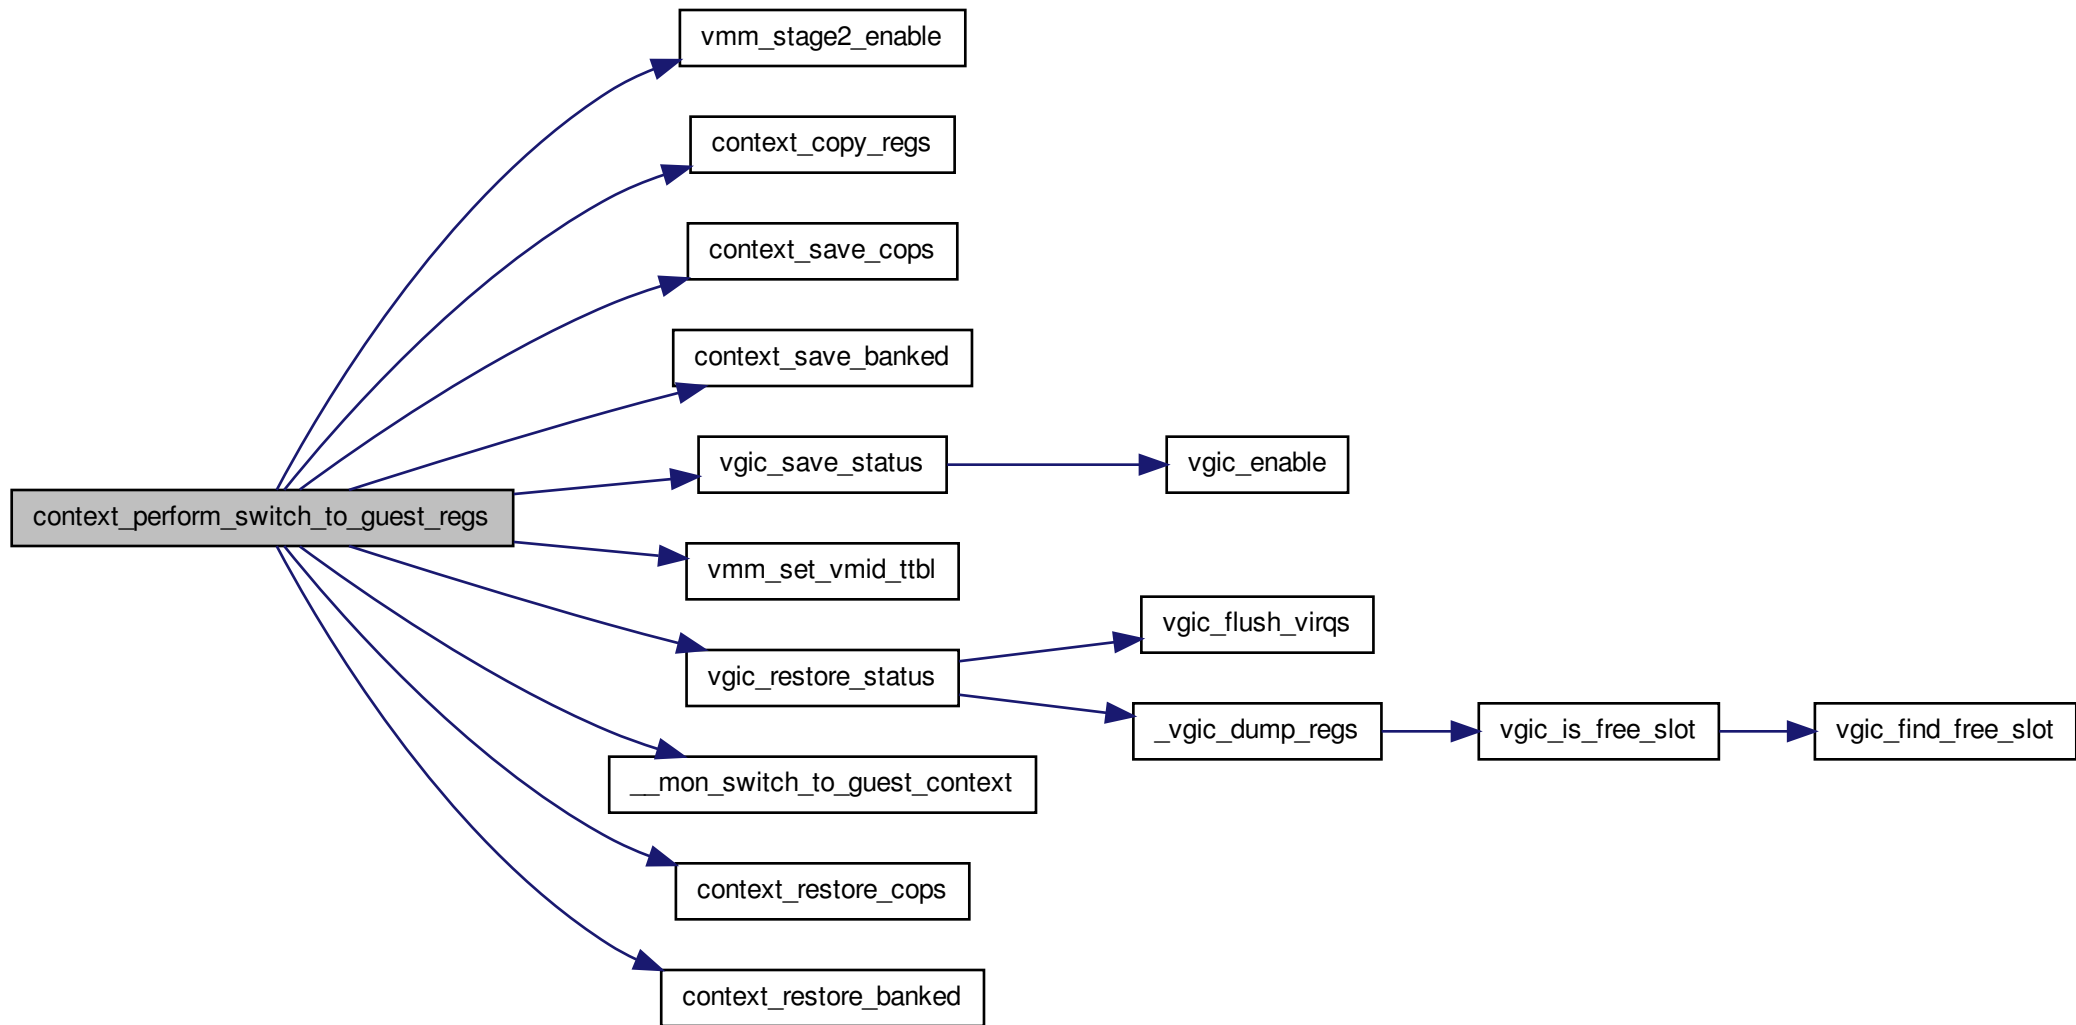 vmm_stage2_enable
context_copy_regs
context_save_cops
context_save_banked
vgic_save_status
vgic_enable
context_perform_switch_to_guest_regs
vmm_set_vmid_ttbl
vgic_flush_virqs
vgic_restore_status
_vgic_dump_regs
vgic_is_free_slot
vgic_find_free_slot
__mon_switch_to_guest_context
context_restore_cops
context_restore_banked